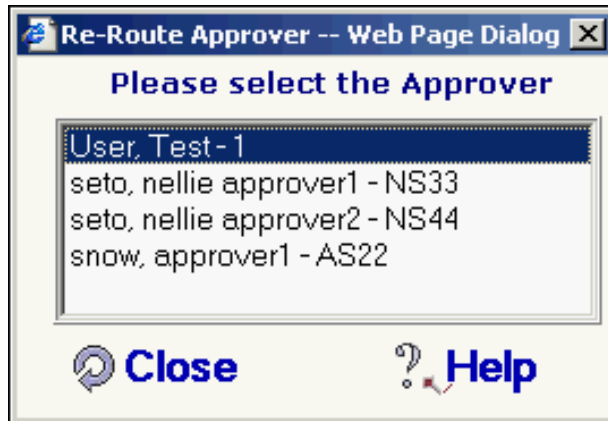 Re-Route Approver -- Web Page Dialog
Please select the Approver
User, Test - 1
seto, nellie approver1 - NS33
seto, nellie approver2 - NS44
snow, approver1 - AS22
Close Help